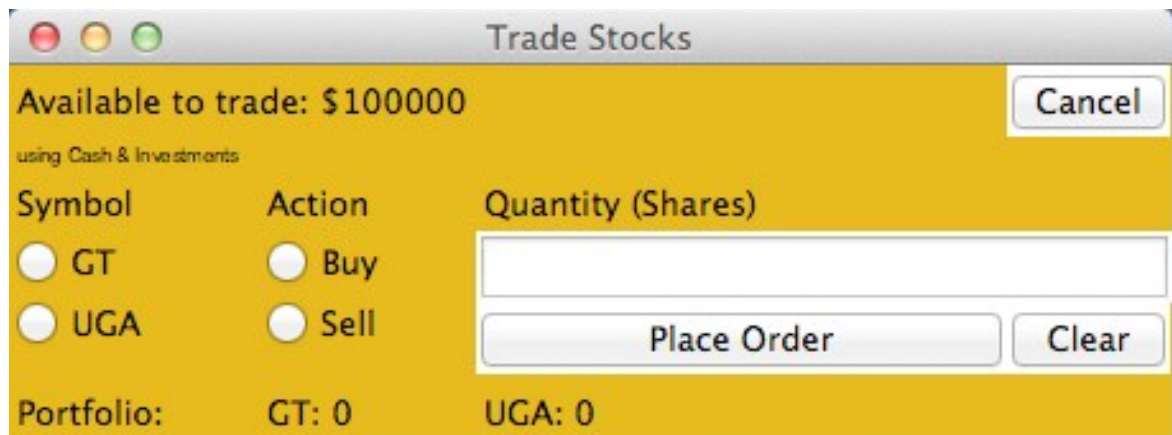 Trade Stocks
Available to trade: $100000 Cancel
using Cash & Investments
Symbol Action Quantity (Shares)
GT Buy
UGA Sell Place Order Clear
Portfolio: GT: 0 UGA: 0